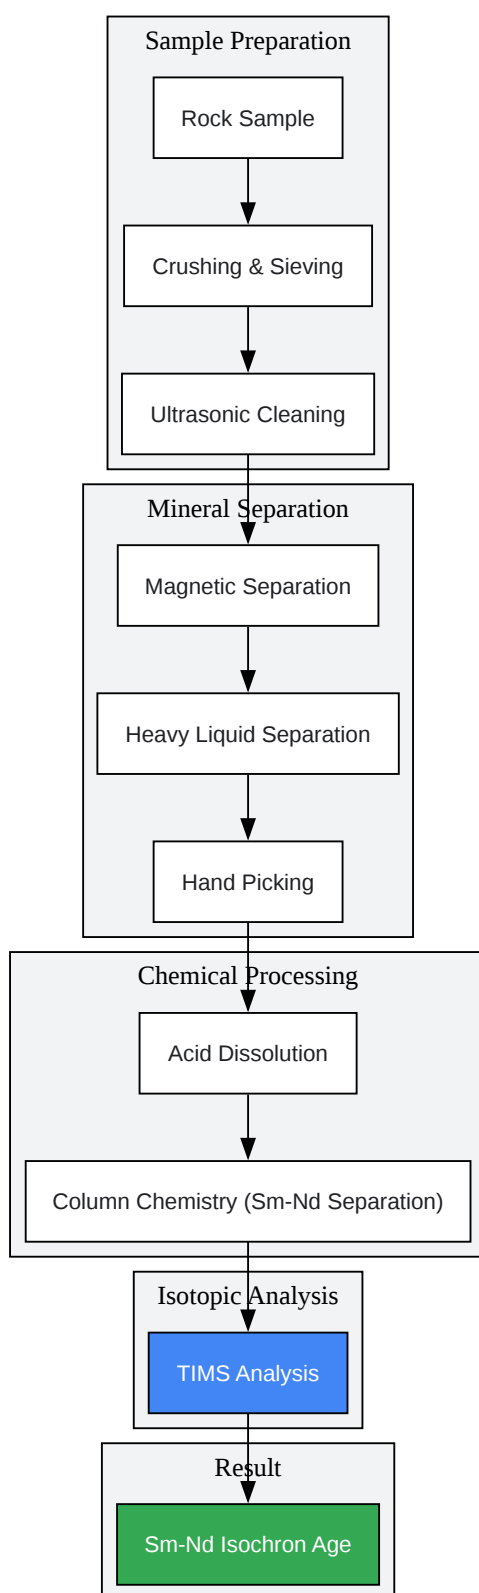 Sample Preparation
Rock Sample
Crushing & Sieving
Ultrasonic Cleaning
Mineral Separation
Magnetic Separation
Heavy Liquid Separation
Hand Picking
Chemical Processing
Acid Dissolution
Column Chemistry (Sm-Nd Separation)
Isotopic Analysis
TIMS Analysis
Result
Sm-Nd Isochron Age